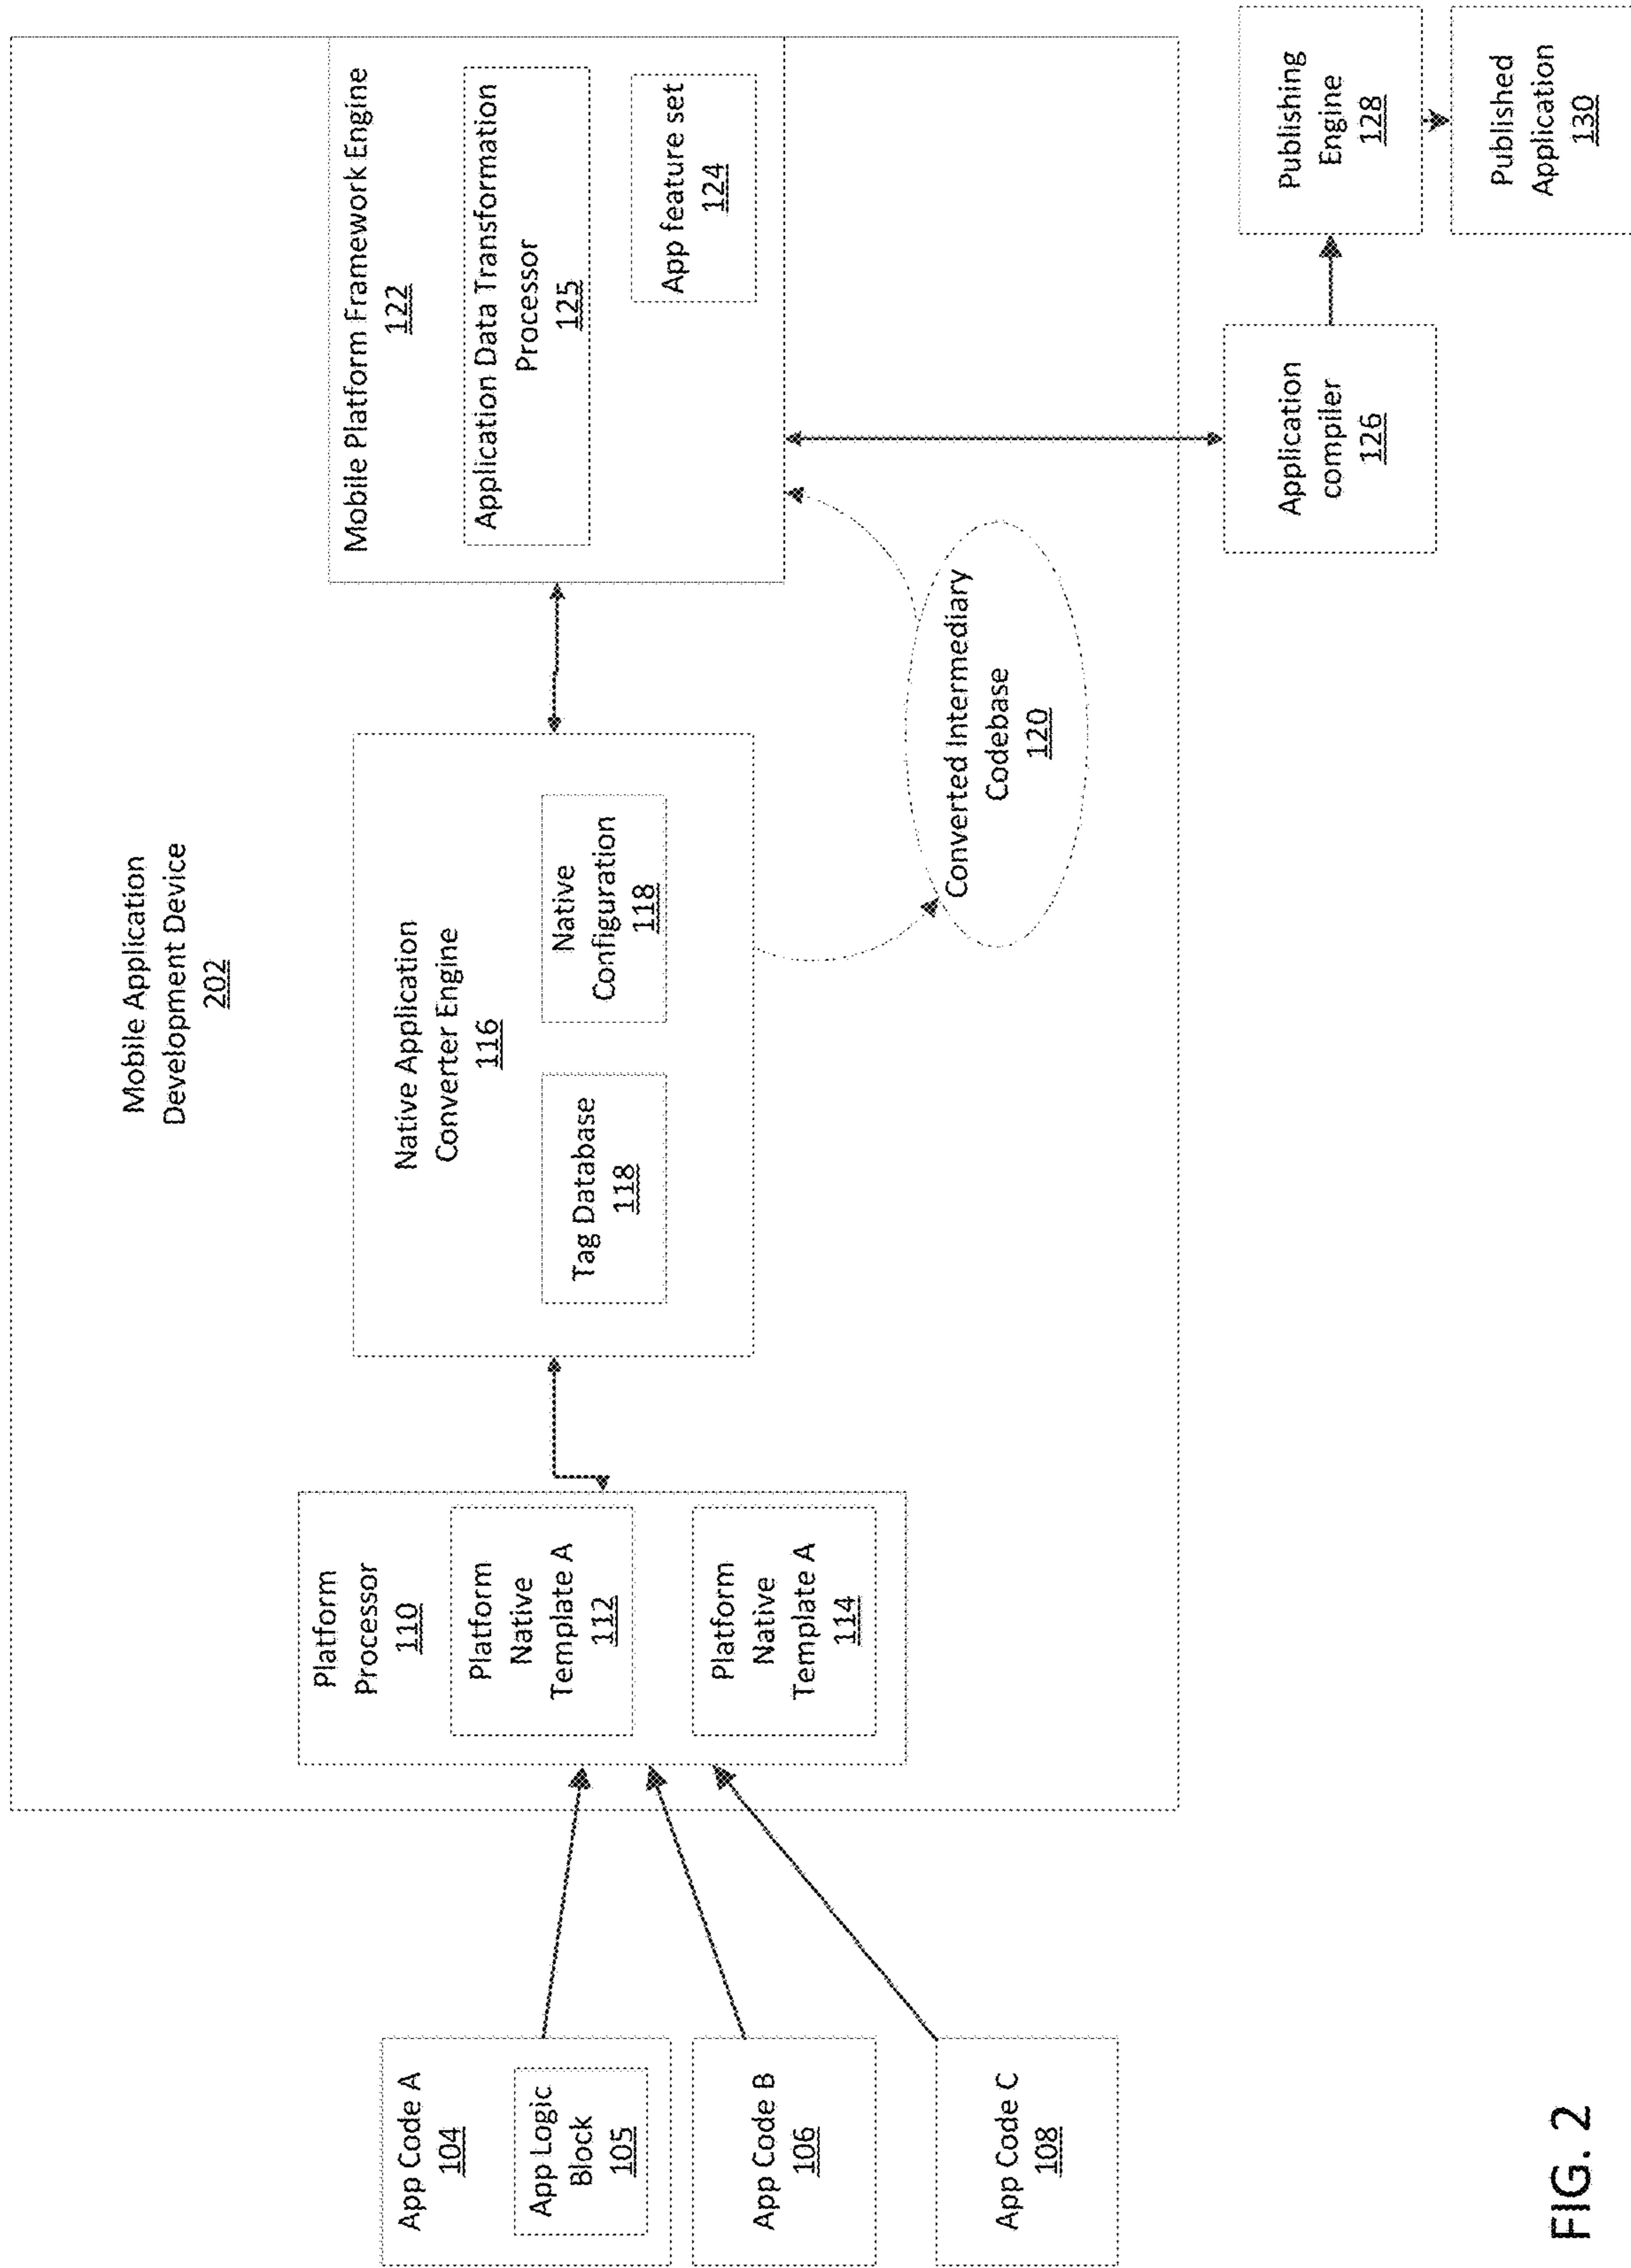 Mobile Application
Development Device
202
App Code A
104
App Logic
Block
105
App Code B
106
App Code C
108
Platform
Processor
110
Platform
Native
Template A
112
Platform
Native
Template A
114
Native Application
Converter Engine
116
Tag Database
118
Native
Configuration
118
Converted Intermediary
Codebase
120
Mobile Platform Framework Engine
122
Application Data Transformation
Processor
125
App feature set
124
Application
compiler
126
Publishing
Engine
128
Published
Application
130
FIG. 2